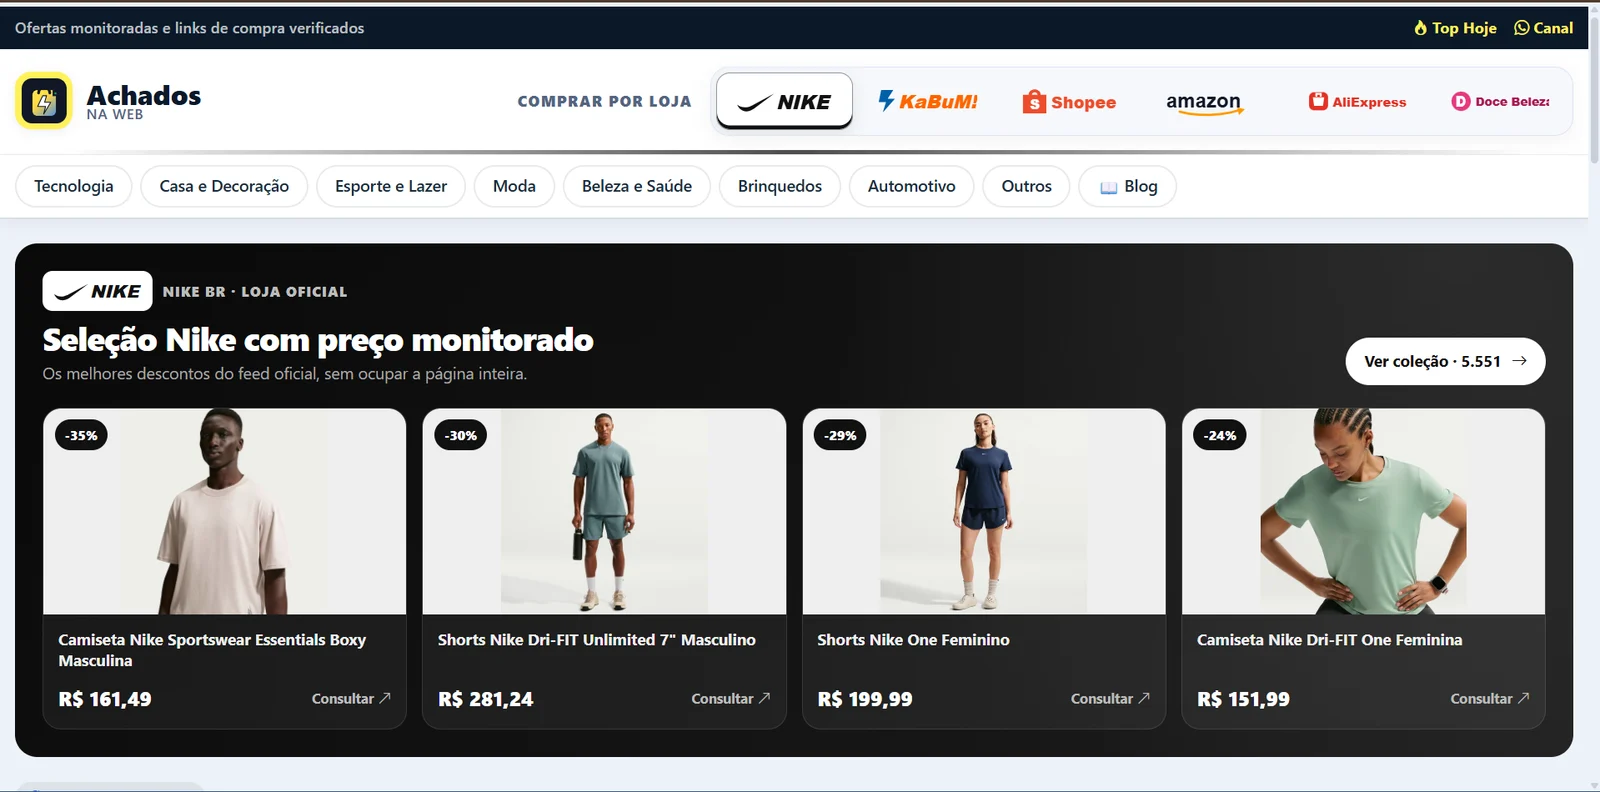 Ofertas monitoradas e links de compra verificados
Top Hoje
Canal
Achados
NA WEB
COMPRAR POR LOJA
NIKE
KaBuM!
Shopee
amazon
AliExpress
D Doce Beleza
Tecnologia
Casa e Decoração
Esporte e Lazer
Moda
Beleza e Saúde
Brinquedos
Automotivo
Outros
Blog
NIKE
NIKE BR · LOJA OFICIAL
Seleção Nike com preço monitorado
Os melhores descontos do feed oficial, sem ocupar a página inteira.
Ver coleção · 5.551 →
-35%
-30%
-29%
-24%
Camiseta Nike Sportswear Essentials Boxy
Masculina
R$ 161,49
Consultar ↗
Shorts Nike Dri-FIT Unlimited 7" Masculino
R$ 281,24
Consultar ↗
Shorts Nike One Feminino
R$ 199,99
Consultar ↗
Camiseta Nike Dri-FIT One Feminina
R$ 151,99
Consultar ↗